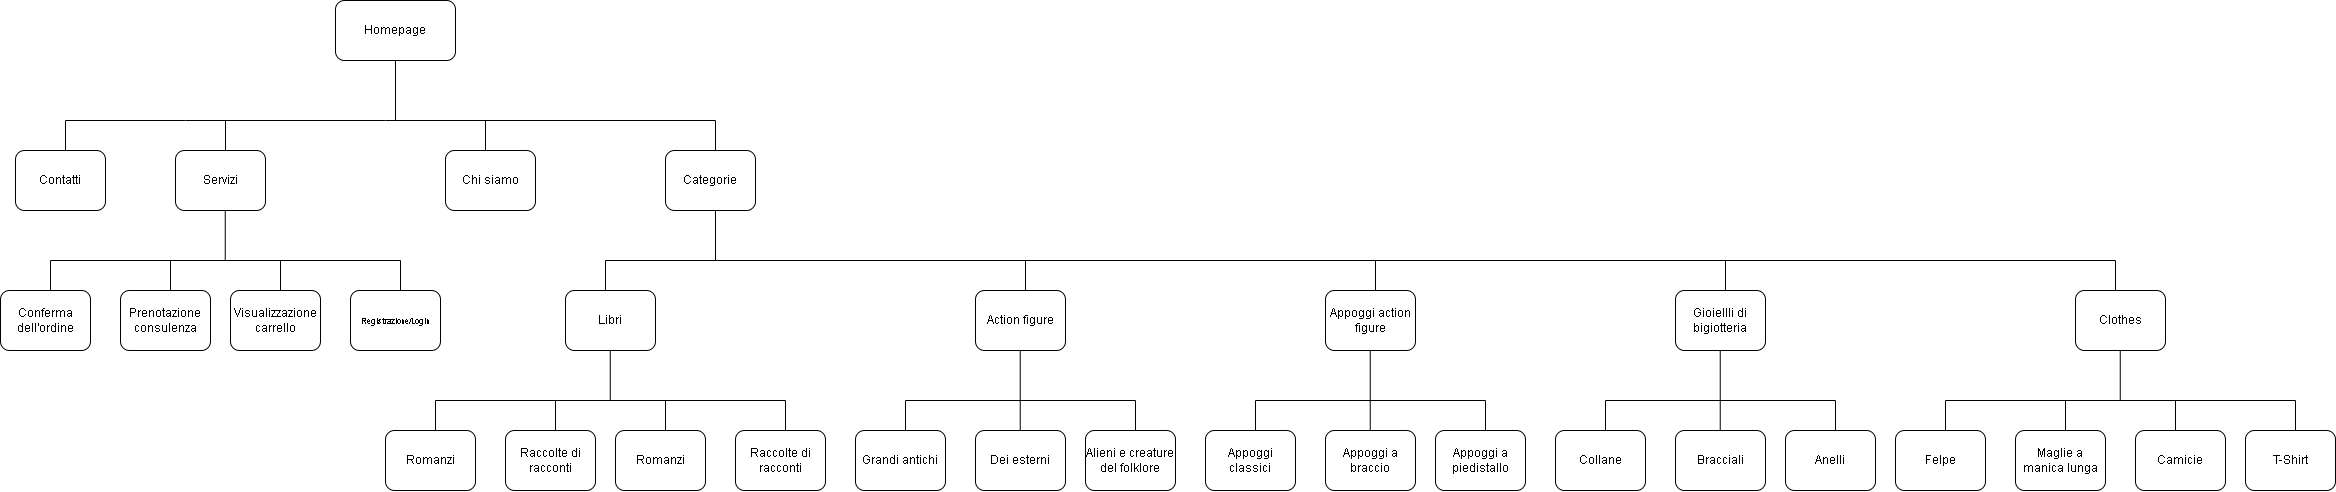 Homepage
Contatti
Servizi
Chi siamo
Categorie
Conferma
dell'ordine
Prenotazione
consulenza
Visualizzazione
carrello
Registrazione/Login
Libri
Action figure
Appoggi action
figure
Gioiellli di
bigiotteria
Clothes
Romanzi
Raccolte di
racconti
Romanzi
Raccolte di
racconti
Grandi antichi
Dei esterni
Alieni e creature
del folklore
Appoggi
classici
Appoggi a
braccio
Appoggi a
piedistallo
Collane
Bracciali
Anelli
Felpe
Maglie a
manica lunga
Camicie
T-Shirt